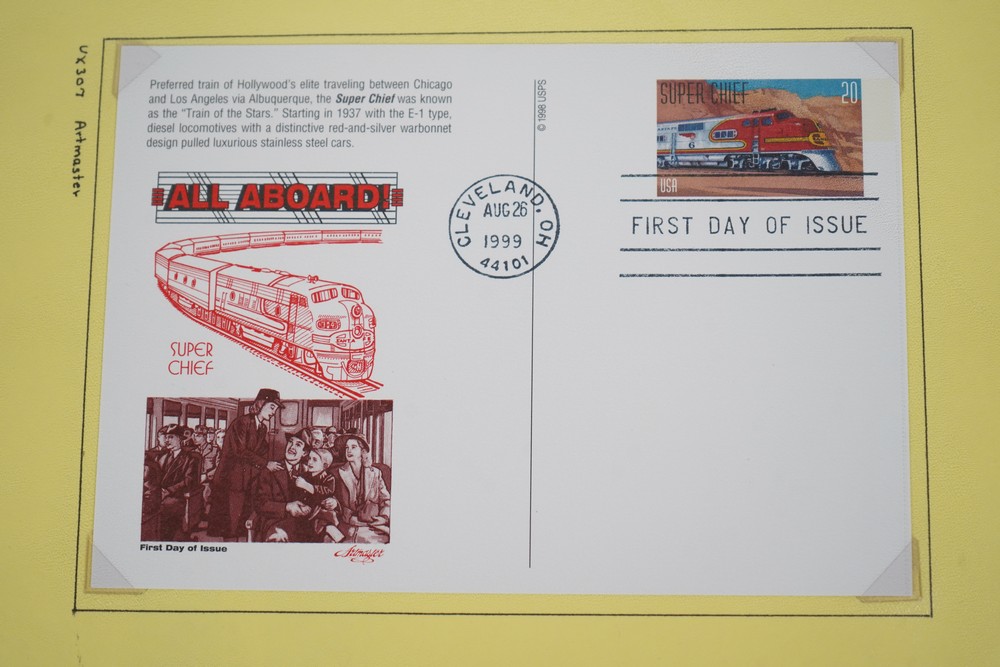 UX307 Artmaster
Preferred train of Hollywood's elite traveling between Chicago
and Los Angeles via Albuquerque, the Super Chief was known
as the "Train of the Stars." Starting in 1937 with the E-1 type,
diesel locomotives with a distinctive red-and-silver warbonnet
design pulled luxurious stainless steel cars.
ALL ABOARD!
SUPER
CHIEF
First Day of Issue
Artmaster
© 1998 USPS
CLEVELAND, OH
AUG 26
1999
44101
SUPER CHIEF 20
6
USA
FIRST DAY OF ISSUE